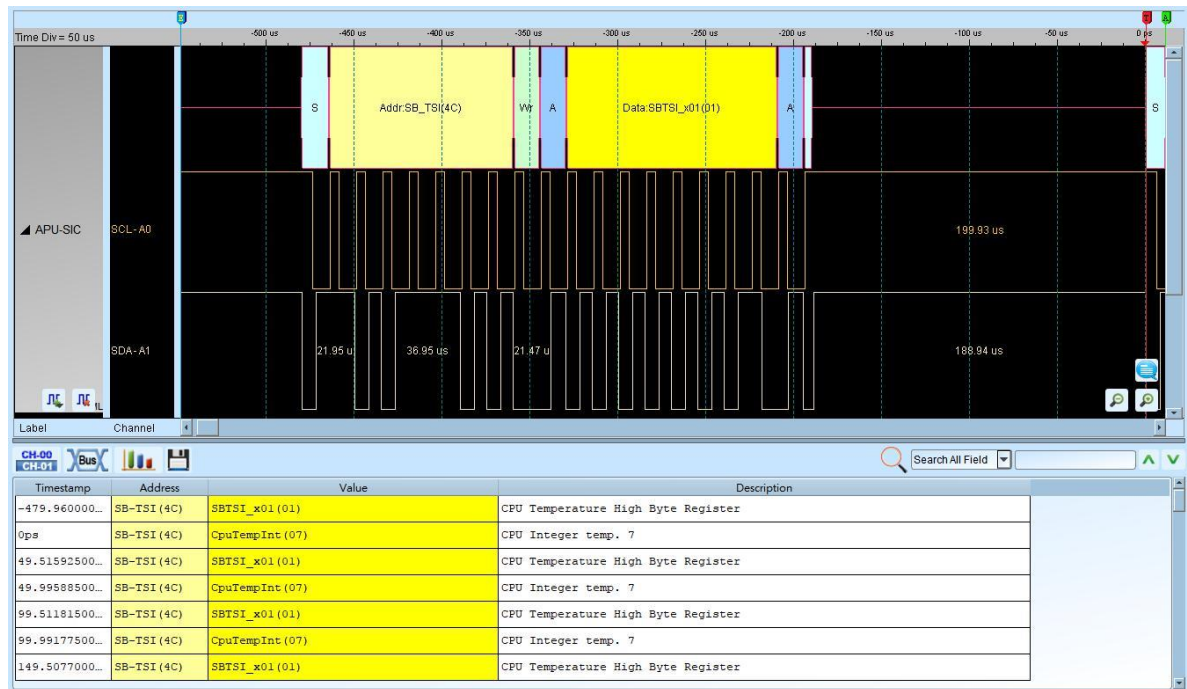 Time Div = 50 us
-500 us
-450 us
-400 us
-350 us
-300 us
-250 us
-200 us
-150 us
-100 us
-50 us
0 ps
T
A
S
Addr:SB_TSI(4C)
Wr
A
Data:SBTSI_x01(01)
A
S
APU-SIC
SCL-A0
199.93 us
SDA-A1
21.95 u
36.95 us
21.47 u
188.94 us
Label Channel
CH-00
CH-01
Bus
Search All Field
Timestamp Address Value Description
-479.960000... SB-TSI(4C) SBTSI_x01(01) CPU Temperature High Byte Register
0ps SB-TSI(4C) CpuTempInt(07) CPU Integer temp. 7
49.51592500... SB-TSI(4C) SBTSI_x01(01) CPU Temperature High Byte Register
49.99588500... SB-TSI(4C) CpuTempInt(07) CPU Integer temp. 7
99.51181500... SB-TSI(4C) SBTSI_x01(01) CPU Temperature High Byte Register
99.99177500... SB-TSI(4C) CpuTempInt(07) CPU Integer temp. 7
149.5077000... SB-TSI(4C) SBTSI_x01(01) CPU Temperature High Byte Register